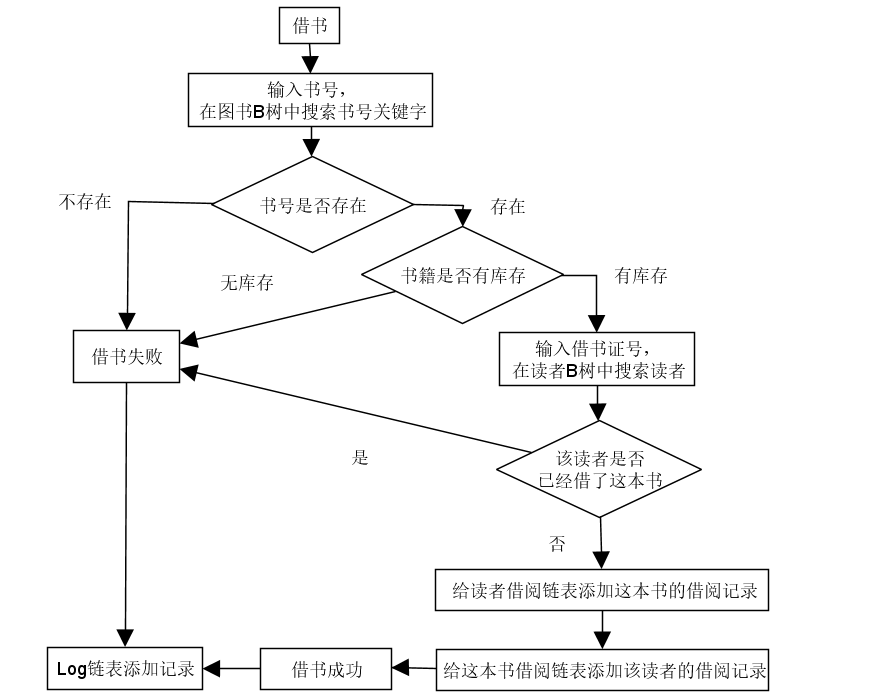 借书
输入书号，
在图书B树中搜索书号关键字
书号是否存在
不存在
存在
书籍是否有库存
无库存
有库存
输入借书证号，
在读者B树中搜索读者
借书失败
该读者是否
已经借了这本书
是
否
给读者借阅链表添加这本书的借阅记录
给这本书借阅链表添加该读者的借阅记录
借书成功
Log链表添加记录